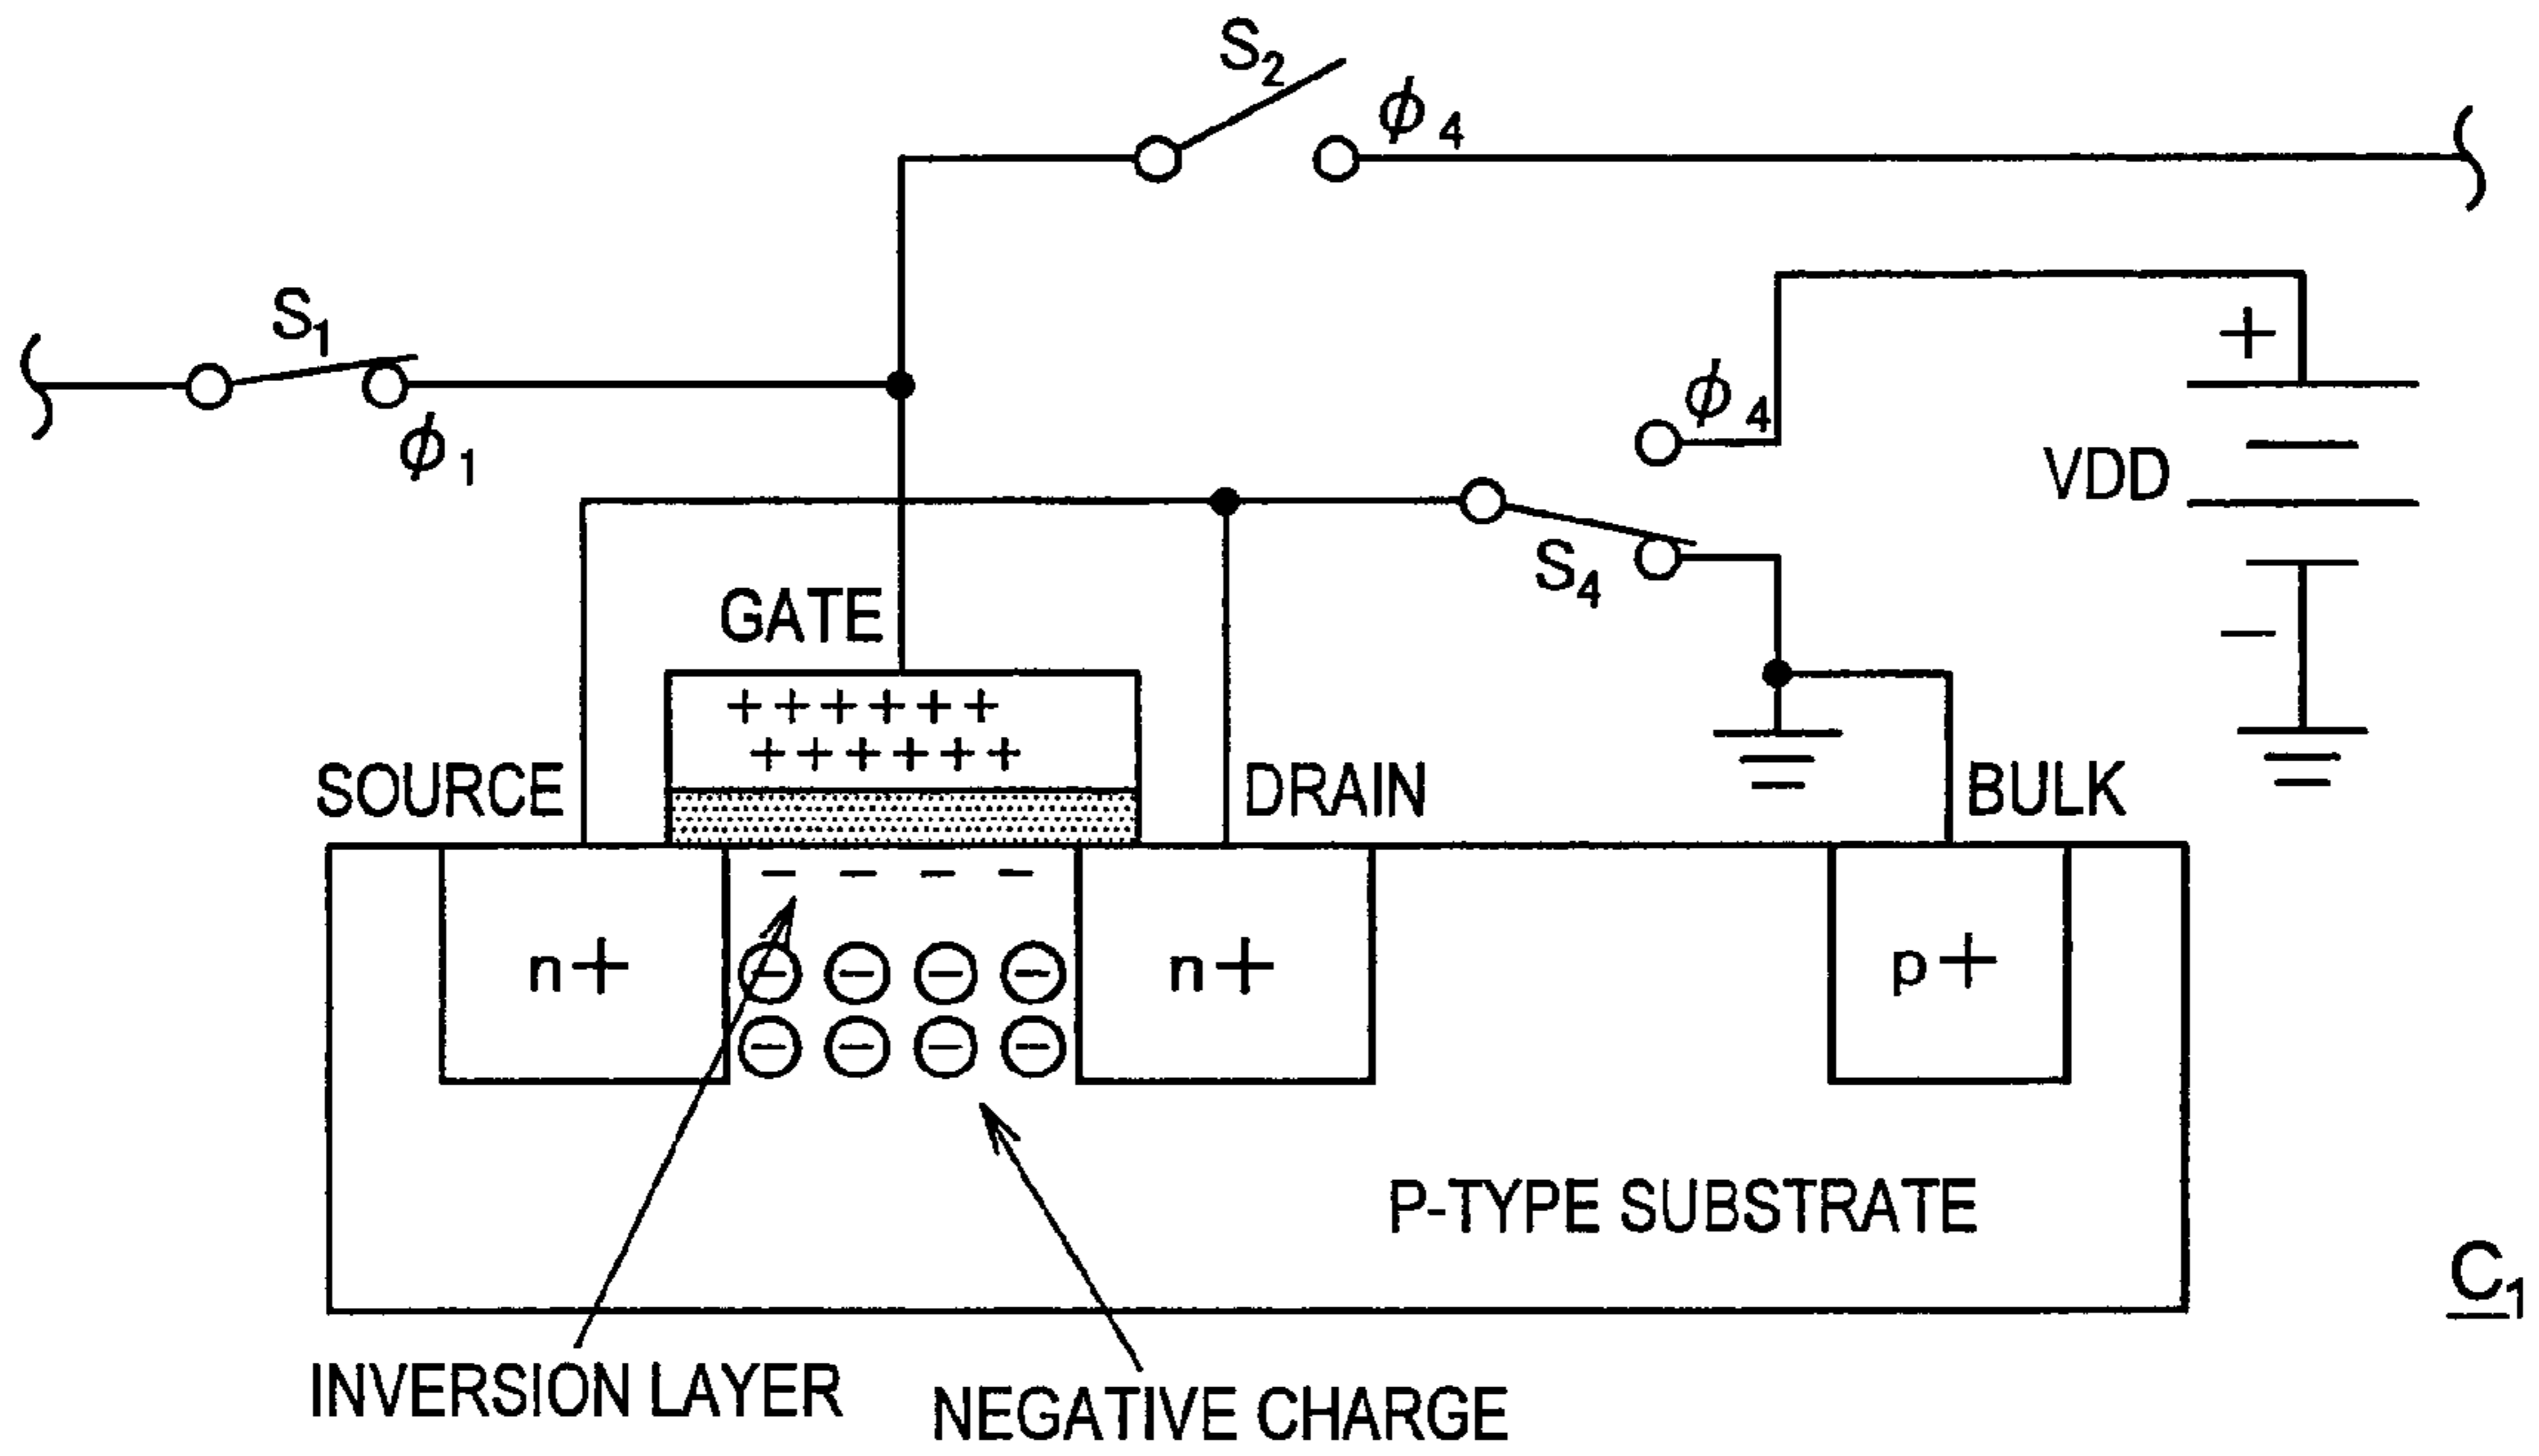 S2
ϕ4
S1
ϕ1
+
ϕ4
VDD
S4
−
GATE
++++++
++++++
SOURCE
DRAIN
BULK
− − − −
n+
n+
p+
⊖ ⊖ ⊖ ⊖
⊖ ⊖ ⊖ ⊖
P-TYPE SUBSTRATE
C1
INVERSION LAYER
NEGATIVE CHARGE